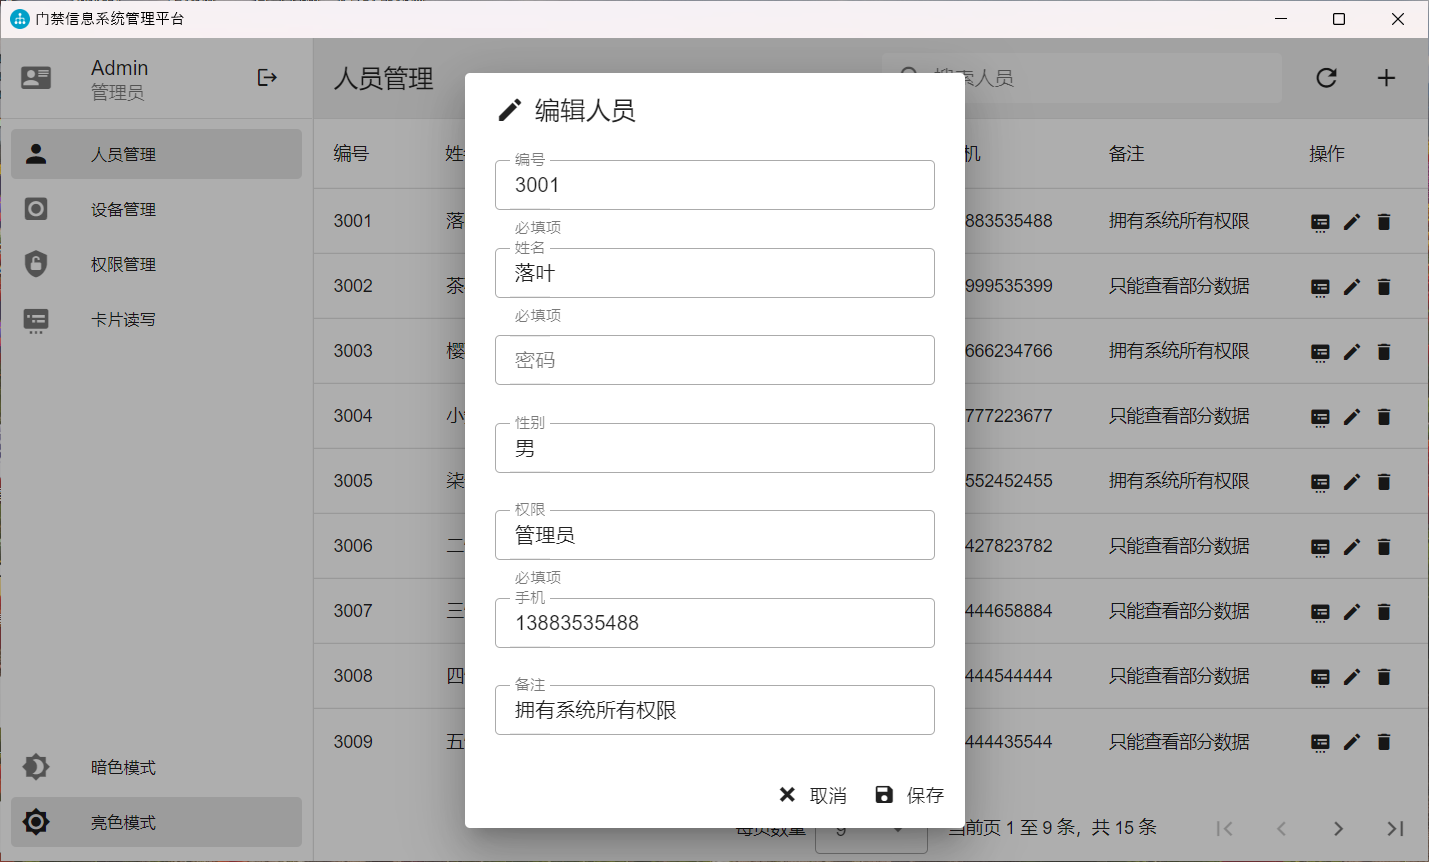 门禁信息系统管理平台
Admin
管理员
人员管理
设备管理
权限管理
卡片读写
暗色模式
亮色模式
人员管理
搜索人员
编号 机 备注 操作
3001 落 883535488 拥有系统所有权限
3002 茶 999535399 只能查看部分数据
3003 樱 666234766 拥有系统所有权限
3004 小 777223677 只能查看部分数据
3005 柒 552452455 拥有系统所有权限
3006 二 427823782 只能查看部分数据
3007 三 444658884 只能查看部分数据
3008 四 444544444 只能查看部分数据
3009 五 444435544 只能查看部分数据
每页数量 9 当前页 1 至 9 条，共 15 条
编辑人员
编号
3001
必填项
姓名
落叶
必填项
密码
性别
男
权限
管理员
必填项
手机
13883535488
备注
拥有系统所有权限
取消 保存